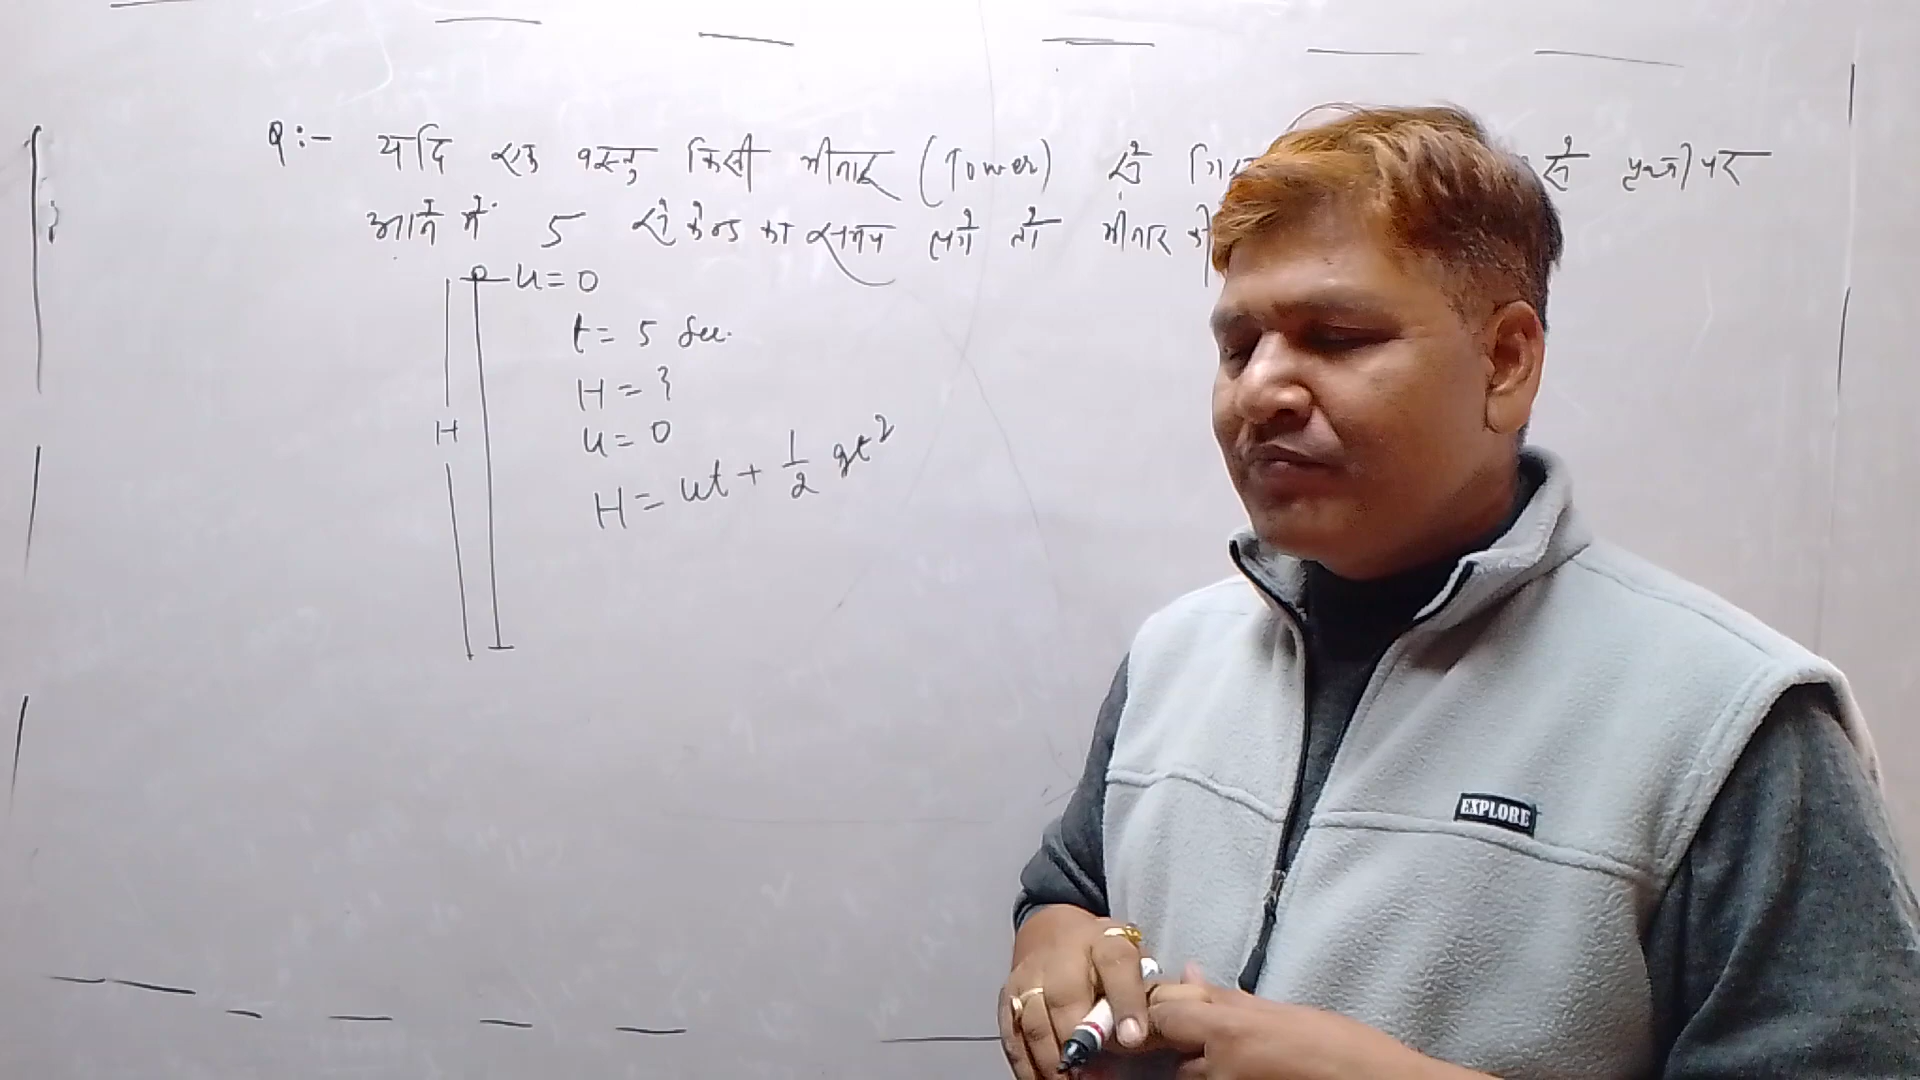 Q:- यदि एक वस्तु किसी मीनार (Tower) से से पृथ्वी पर
आने में 5 सेकेन्ड का समय लगे तो मीनार की
u=0
t = 5 Sec.
H = ?
u = 0
H
H = ut + 1/2 gt²
EXPLORE